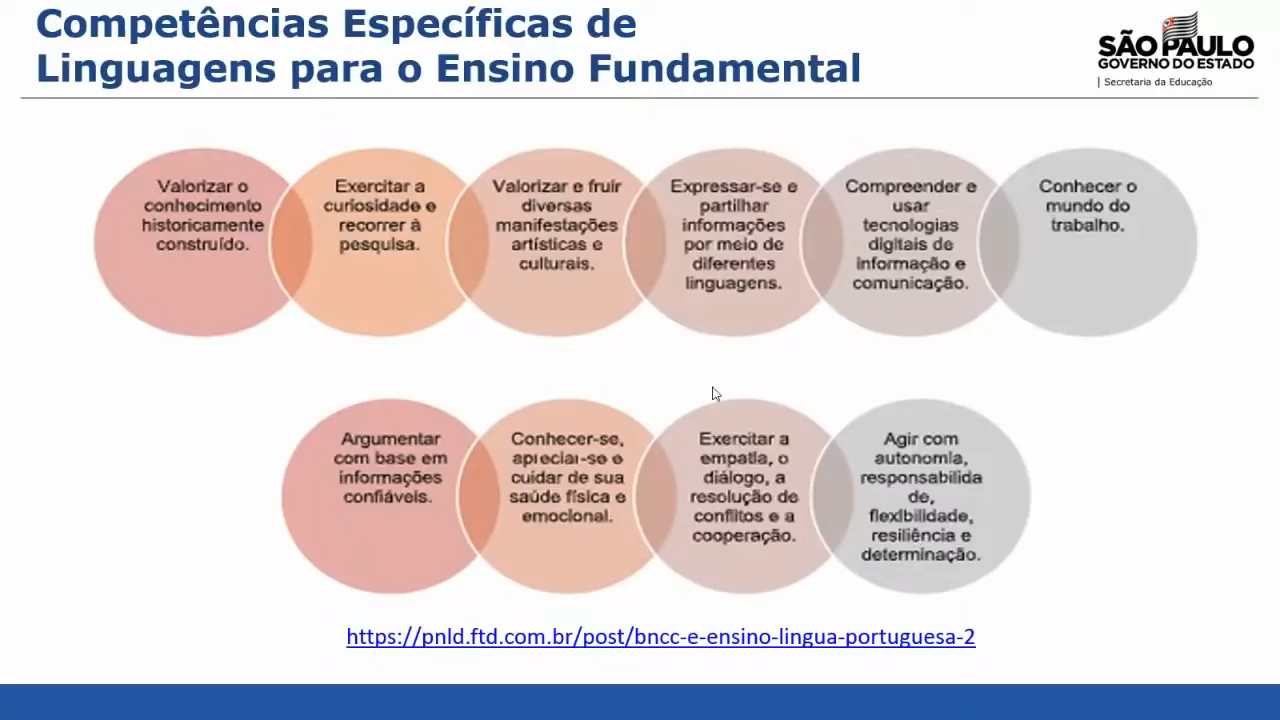 Competências Específicas de
Linguagens para o Ensino Fundamental
SÃO PAULO
GOVERNO DO ESTADO
| Secretaria da Educação
Valorizar o
conhecimento
historicamente
construído.
Exercitar a
curiosidade e
recorrer à
pesquisa.
Valorizar e fruir
diversas
manifestações
artísticas e
culturais.
Expressar-se e
partilhar
informações
por meio de
diferentes
linguagens.
Compreender e
usar
tecnologias
digitais de
informação e
comunicação.
Conhecer o
mundo do
trabalho.
Argumentar
com base em
informações
confiáveis.
Conhecer-se,
apreciar-se e
cuidar de sua
saúde física e
emocional.
Exercitar a
empatia, o
diálogo, a
resolução de
conflitos e a
cooperação.
Agir com
autonomia,
responsabilida
de,
flexibilidade,
resiliência e
determinação.
https://pnld.ftd.com.br/post/bncc-e-ensino-lingua-portuguesa-2